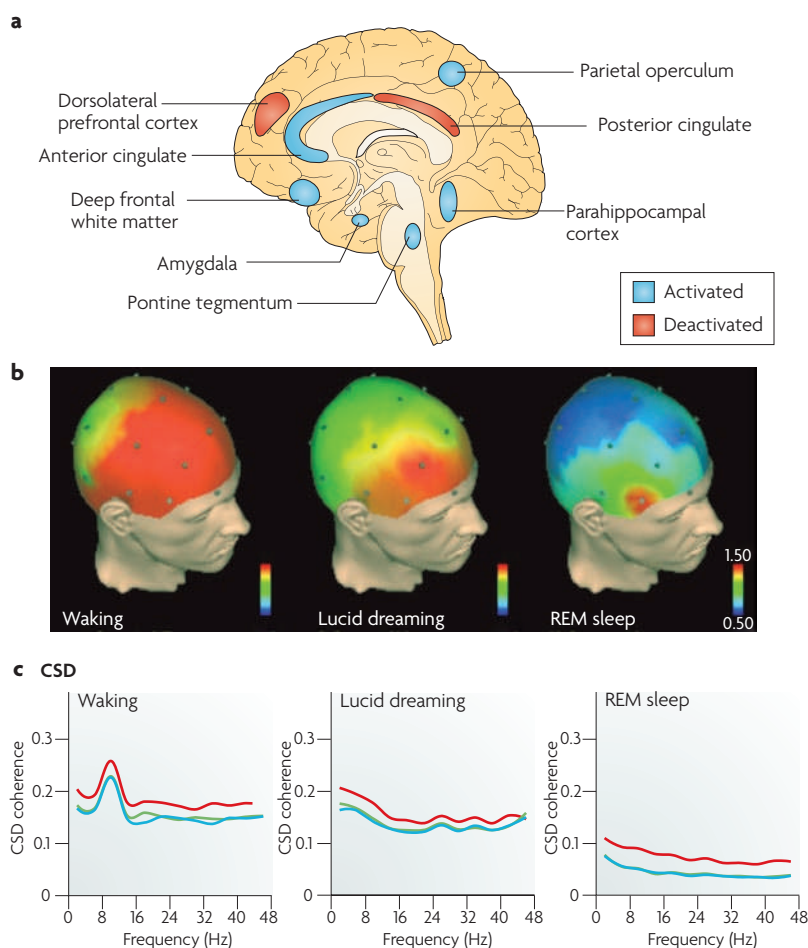 a
Dorsolateral
prefrontal cortex
Anterior cingulate
Deep frontal
white matter
Amygdala
Pontine tegmentum
Parietal operculum
Posterior cingulate
Parahippocampal
cortex
Activated
Deactivated
b
Waking
Lucid dreaming
REM sleep
1.50
0.50
c CSD
Waking
CSD coherence
0.3
0.2
0.1
0
0 8 16 24 32 40 48
Frequency (Hz)
Lucid dreaming
CSD coherence
0.3
0.2
0.1
0
0 8 16 24 32 40 48
Frequency (Hz)
REM sleep
CSD coherence
0.3
0.2
0.1
0
0 8 16 24 32 40 48
Frequency (Hz)